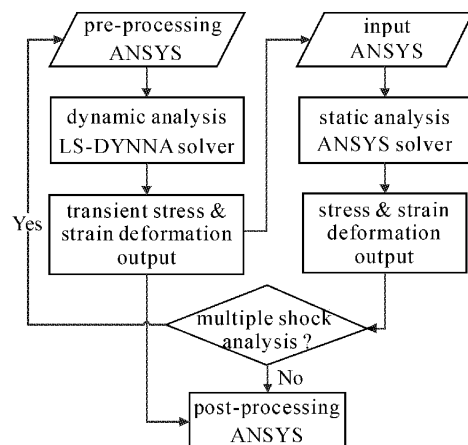 pre-processing
ANSYS
dynamic analysis
LS-DYNNA solver
transient stress &
strain deformation
output
input
ANSYS
static analysis
ANSYS solver
stress & strain
deformation
output
Yes
multiple shock
analysis ?
No
post-processing
ANSYS